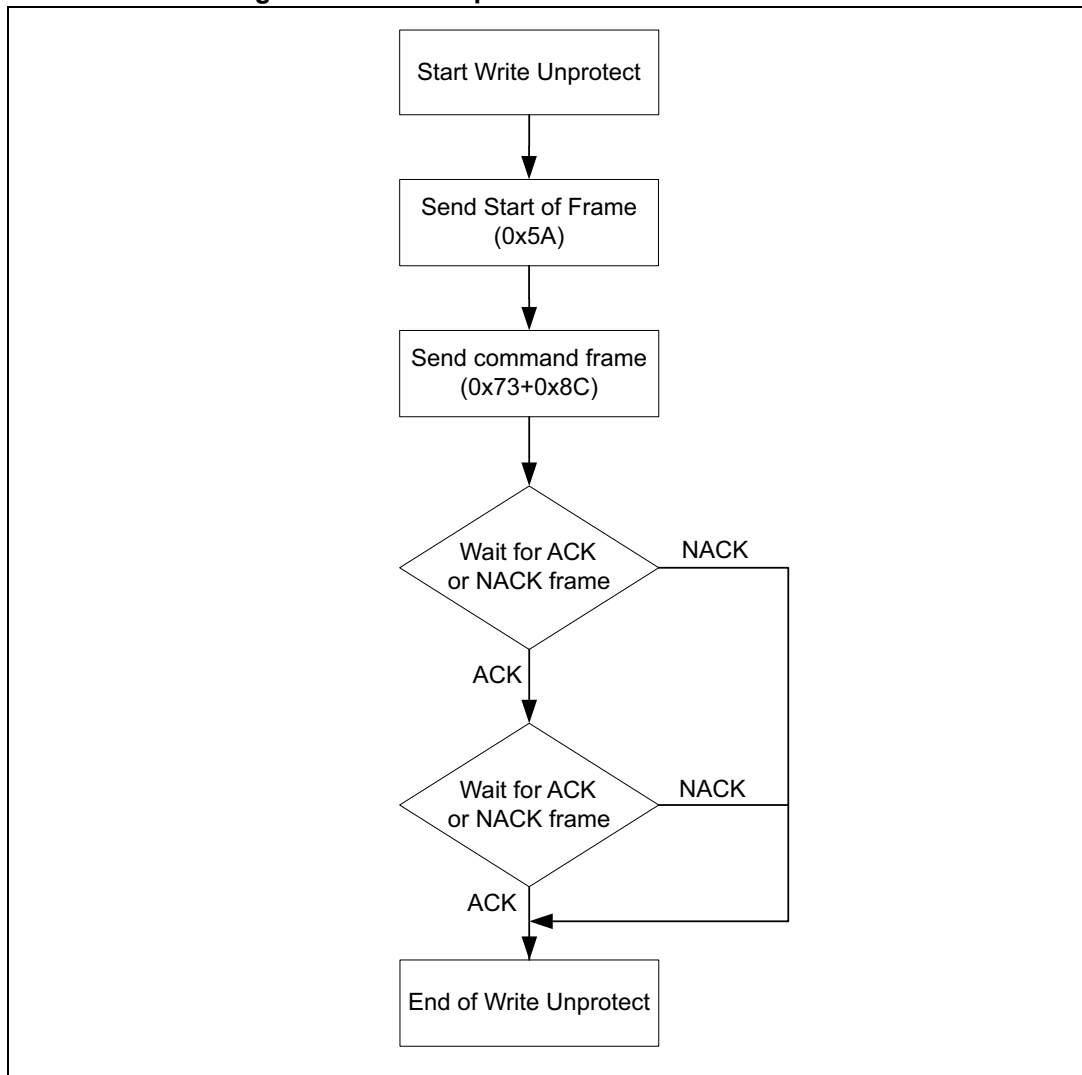 Start Write Unprotect
Send Start of Frame
(0x5A)
Send command frame
(0x73+0x8C)
Wait for ACK
or NACK frame
NACK
ACK
Wait for ACK
or NACK frame
NACK
ACK
End of Write Unprotect